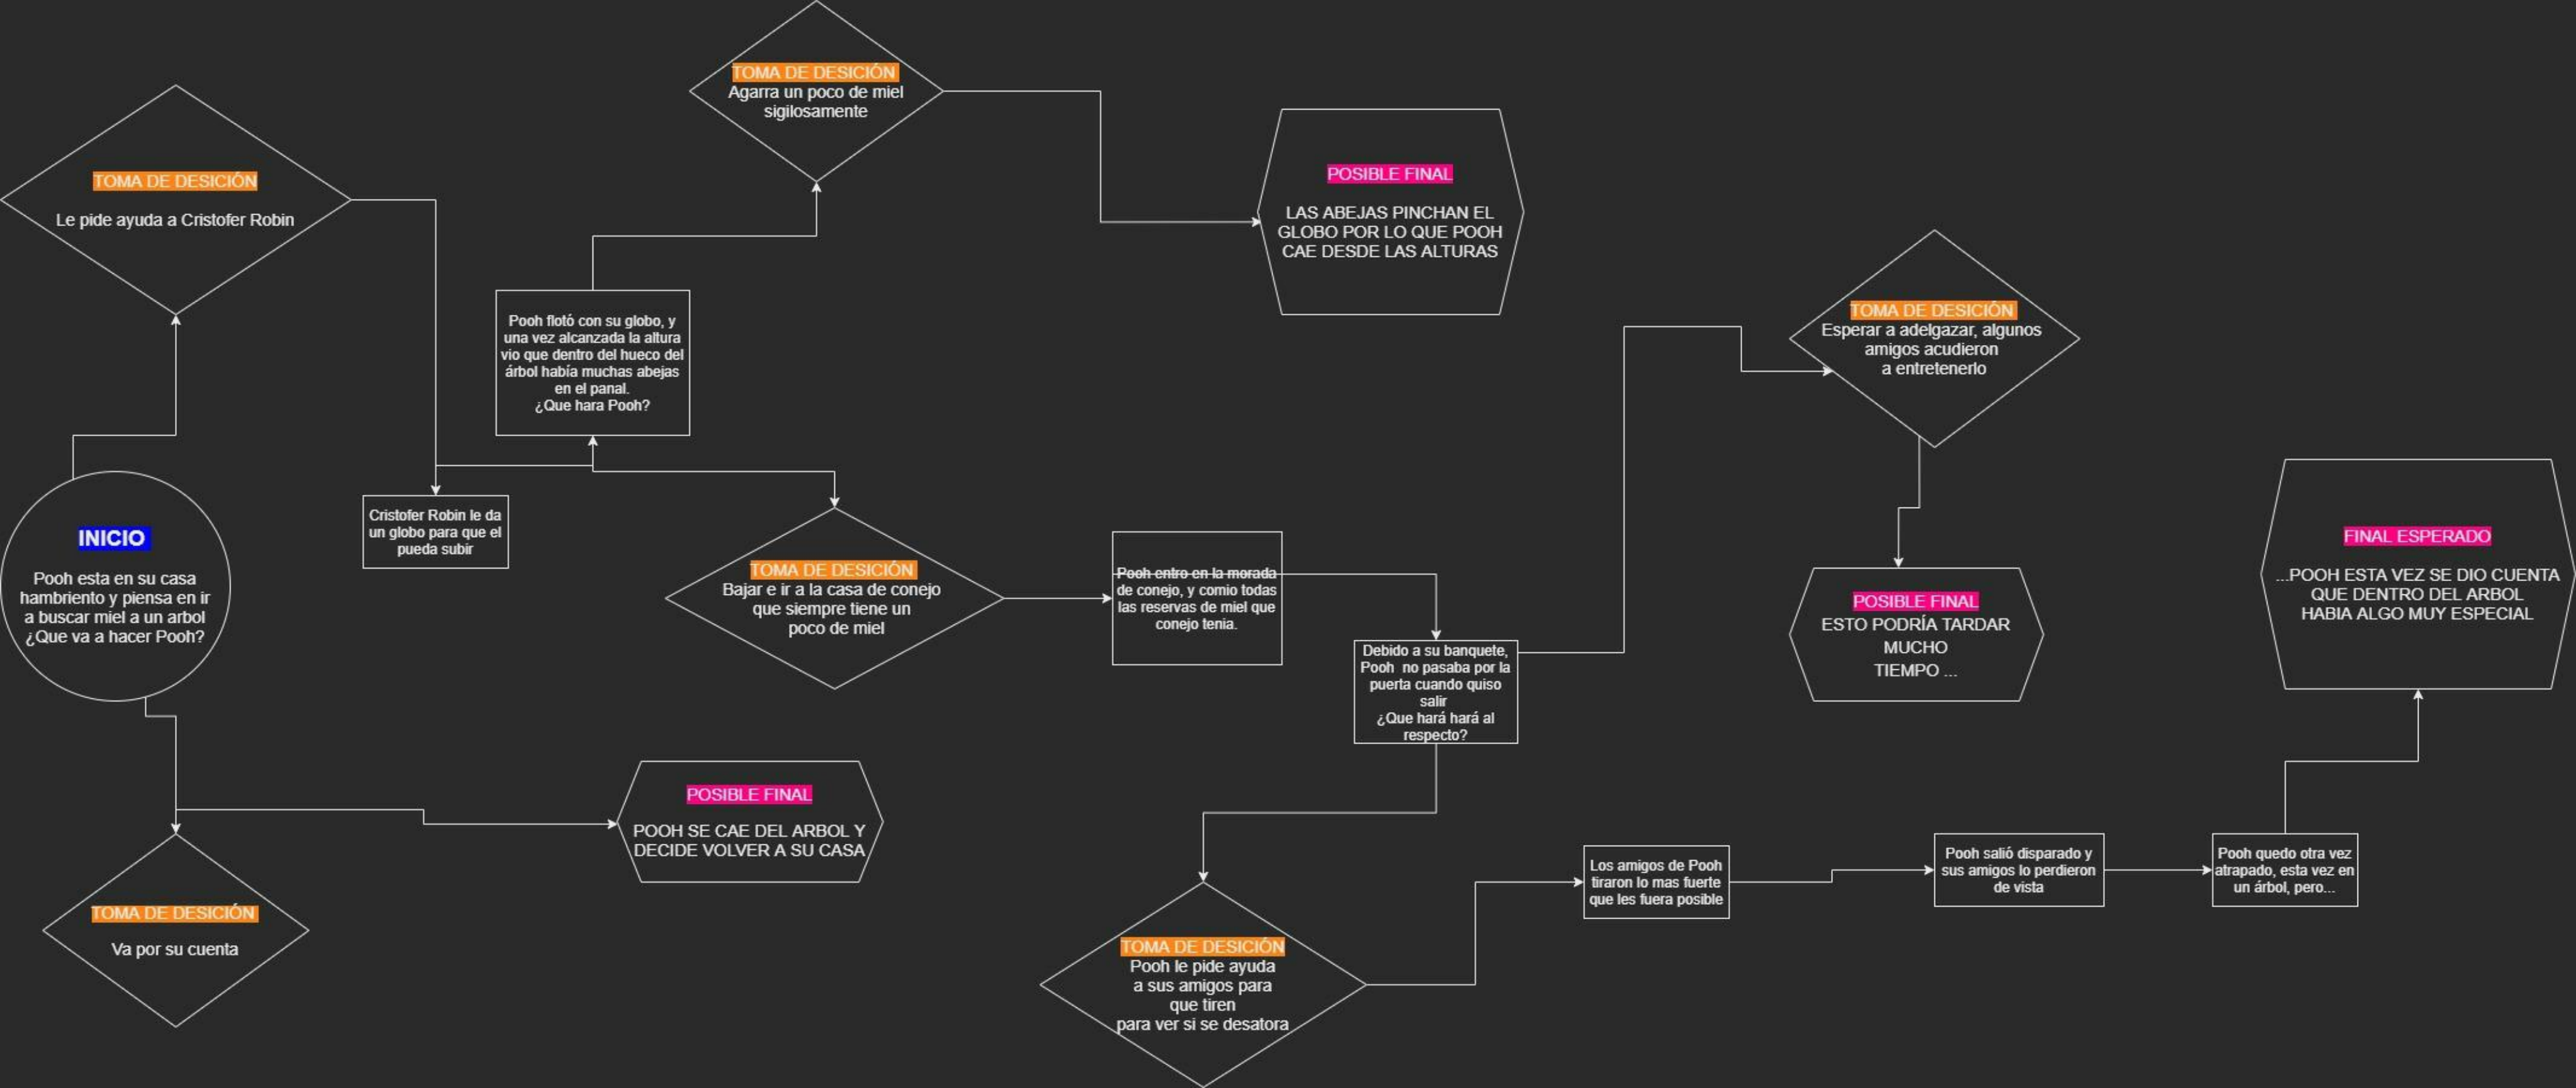 TOMA DE DESICIÓN
Le pide ayuda a Cristofer Robin
INICIO
Pooh esta en su casa
hambriento y piensa en ir
a buscar miel a un arbol
¿Que va a hacer Pooh?
TOMA DE DESICIÓN
Va por su cuenta
POSIBLE FINAL
POOH SE CAE DEL ARBOL Y
DECIDE VOLVER A SU CASA
Cristofer Robin le da
un globo para que el
pueda subir
Pooh flotó con su globo, y
una vez alcanzada la altura
vio que dentro del hueco del
árbol había muchas abejas
en el panal.
¿Que hara Pooh?
TOMA DE DESICIÓN
Agarra un poco de miel
sigilosamente
POSIBLE FINAL
LAS ABEJAS PINCHAN EL
GLOBO POR LO QUE POOH
CAE DESDE LAS ALTURAS
TOMA DE DESICIÓN
Bajar e ir a la casa de conejo
que siempre tiene un
poco de miel
Pooh entro en la morada
de conejo, y comio todas
las reservas de miel que
conejo tenia.
Debido a su banquete,
Pooh no pasaba por la
puerta cuando quiso
salir
¿Que hará hará al
respecto?
TOMA DE DESICIÓN
Esperar a adelgazar, algunos
amigos acudieron
a entretenerlo
POSIBLE FINAL
ESTO PODRÍA TARDAR
MUCHO
TIEMPO ...
TOMA DE DESICIÓN
Pooh le pide ayuda
a sus amigos para
que tiren
para ver si se desatora
Los amigos de Pooh
tiraron lo mas fuerte
que les fuera posible
Pooh salió disparado y
sus amigos lo perdieron
de vista
Pooh quedo otra vez
atrapado, esta vez en
un árbol, pero...
FINAL ESPERADO
...POOH ESTA VEZ SE DIO CUENTA
QUE DENTRO DEL ARBOL
HABIA ALGO MUY ESPECIAL